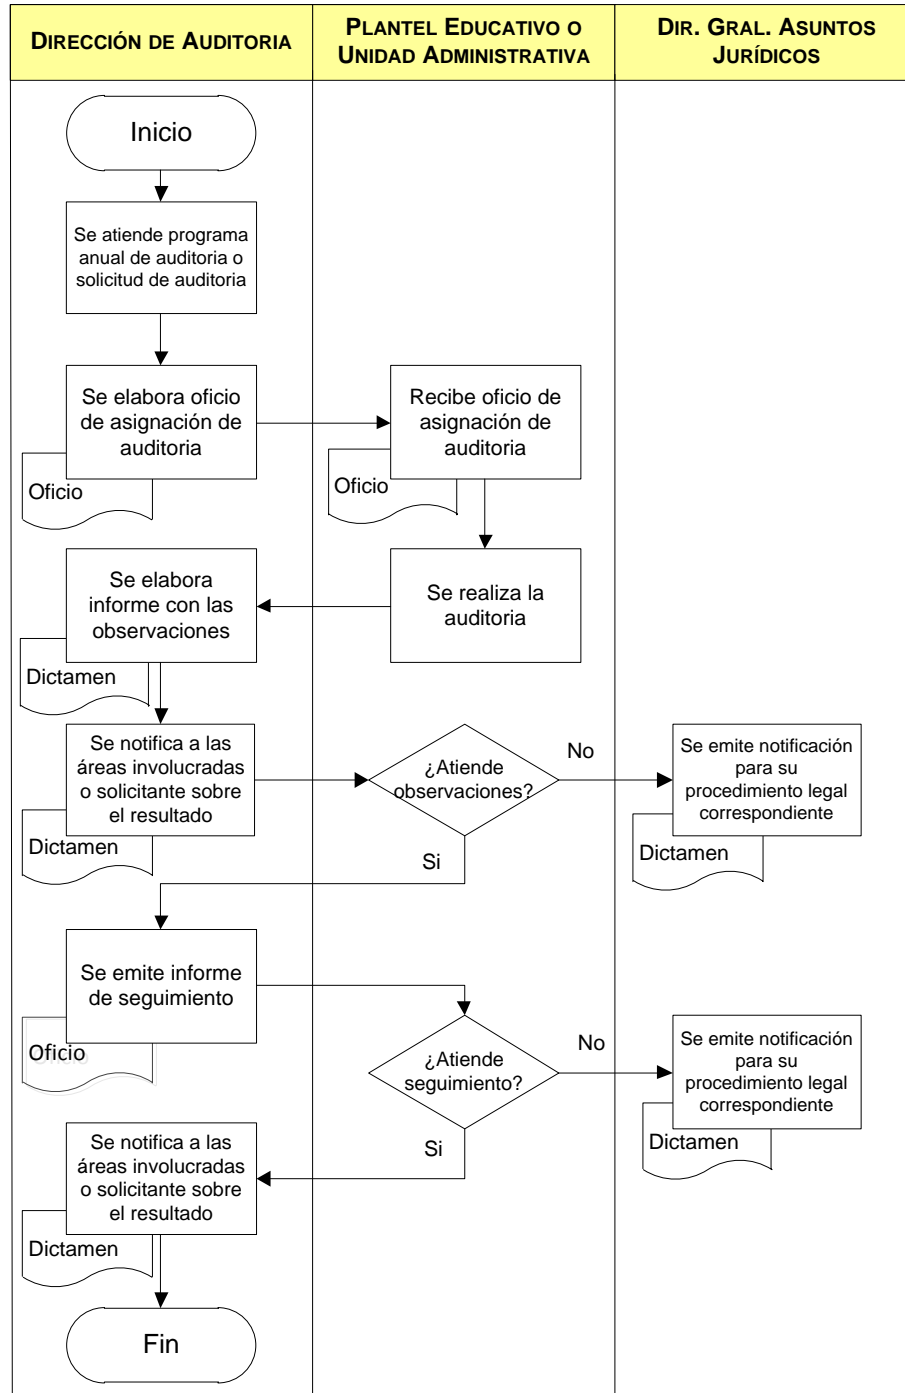 DIRECCIÓN DE AUDITORIA
PLANTEL EDUCATIVO O
UNIDAD ADMINISTRATIVA
DIR. GRAL. ASUNTOS
JURÍDICOS
Inicio
Se atiende programa
anual de auditoria o
solicitud de auditoria
Se elabora oficio
de asignación de
auditoria
Oficio
Recibe oficio de
asignación de
auditoria
Oficio
Se realiza la
auditoria
Se elabora
informe con las
observaciones
Dictamen
Se notifica a las
áreas involucradas
o solicitante sobre
el resultado
Dictamen
¿Atiende
observaciones?
No
Se emite notificación
para su
procedimiento legal
correspondiente
Dictamen
Si
Se emite informe
de seguimiento
Oficio
¿Atiende
seguimiento?
No
Se emite notificación
para su
procedimiento legal
correspondiente
Dictamen
Si
Se notifica a las
áreas involucradas
o solicitante sobre
el resultado
Dictamen
Fin